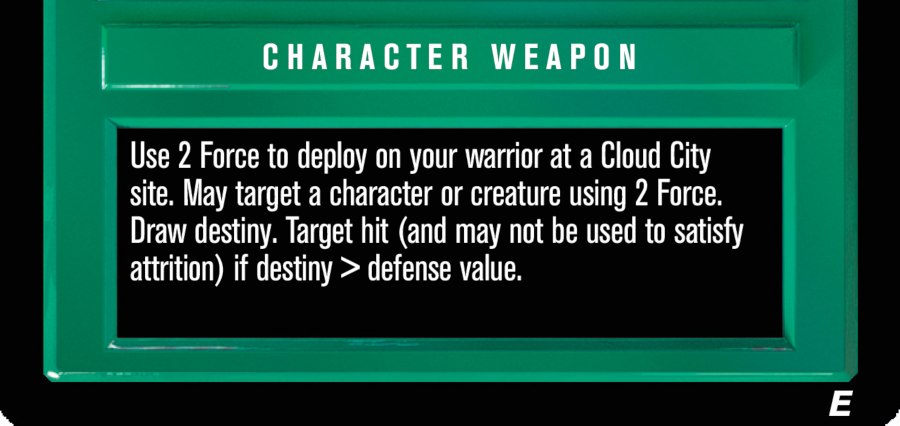 CHARACTER WEAPON
Use 2 Force to deploy on your warrior at a Cloud City
site. May target a character or creature using 2 Force.
Draw destiny. Target hit (and may not be used to satisfy
attrition) if destiny > defense value.
E